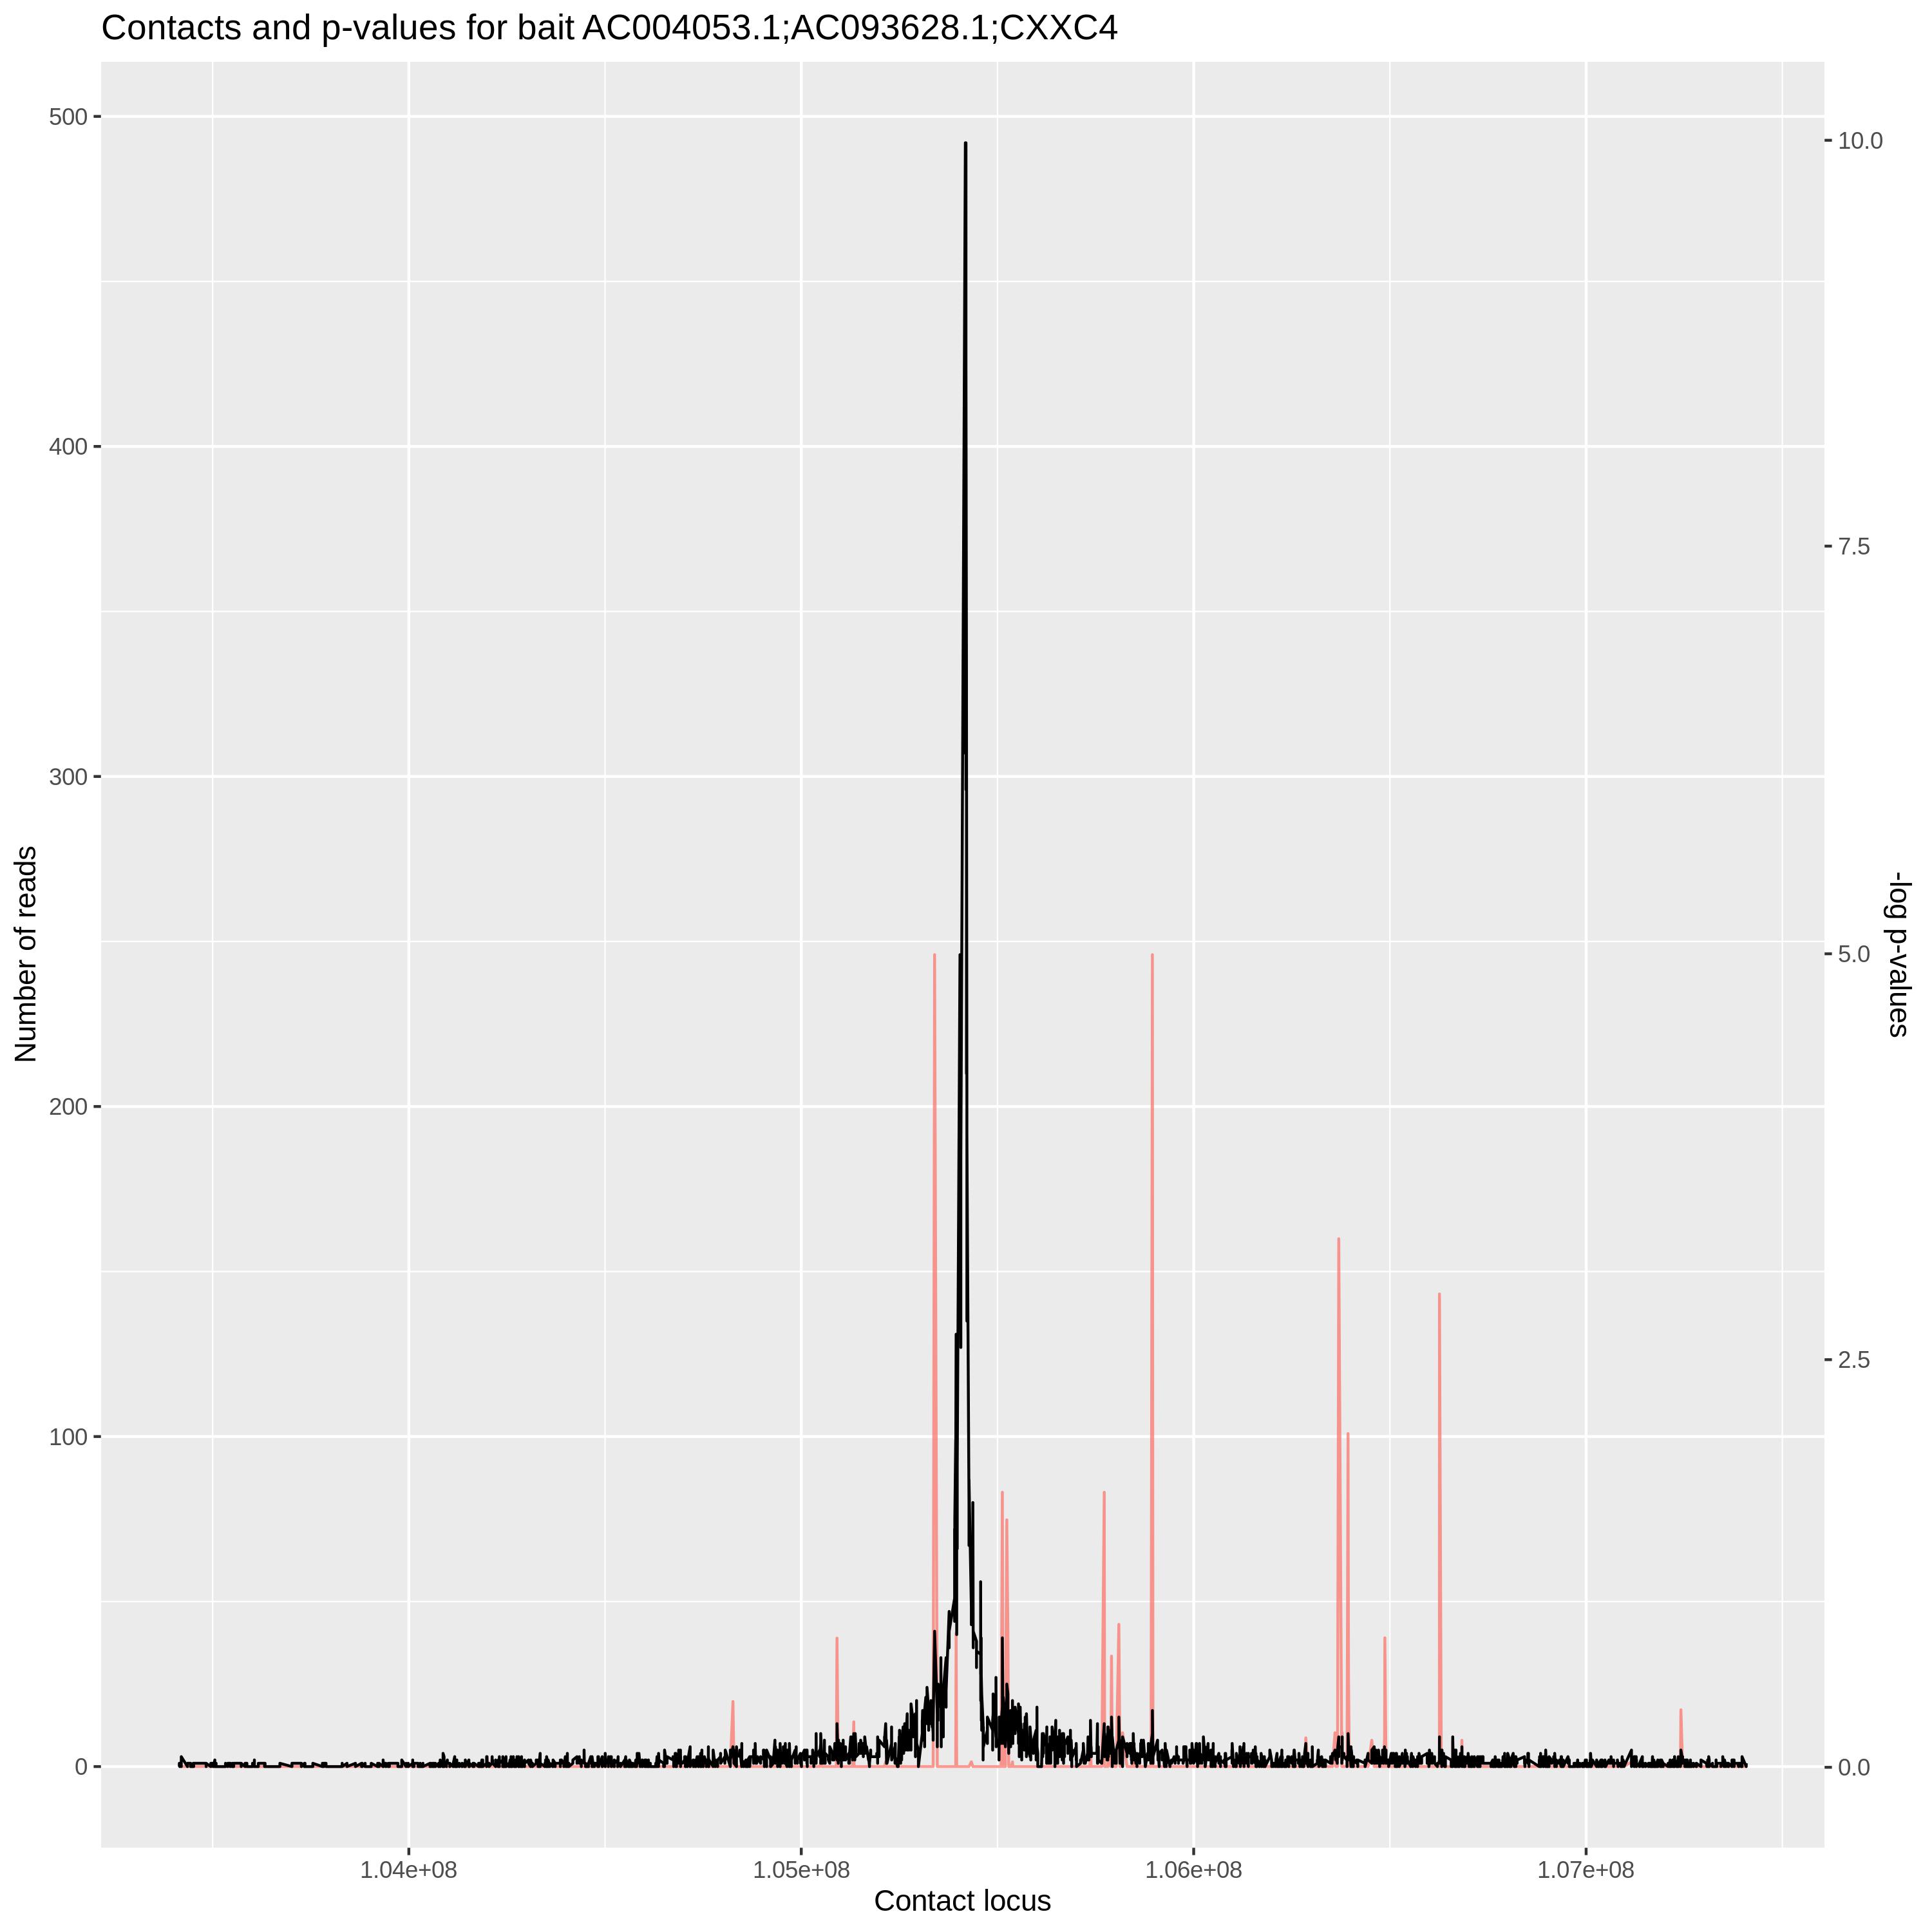 Contacts and p-values for bait AC004053.1;AC093628.1;CXXC4
500
400
300
200
100
0
Number of reads
10.0
7.5
5.0
2.5
0.0
-log p-values
1.04e+08 1.05e+08 1.06e+08 1.07e+08
Contact locus